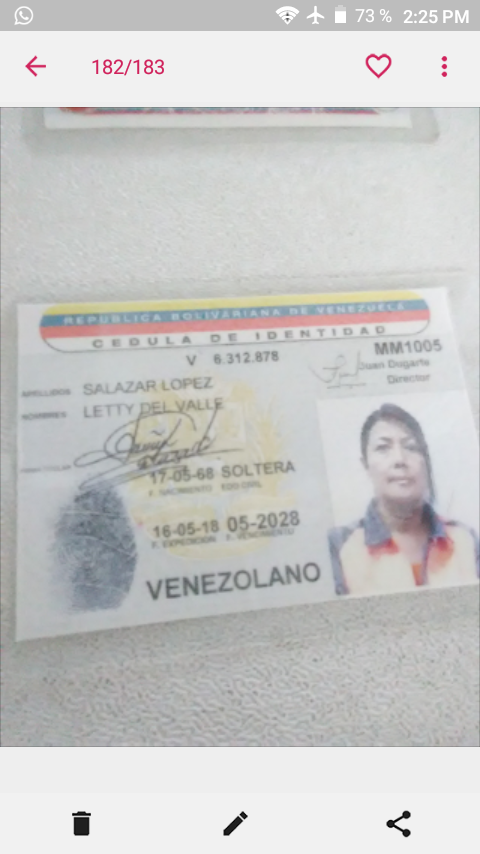 73 % 2:25 PM
182/183
REPUBLICA BOLIVARIANA DE VENEZUELA
CEDULA DE IDENTIDAD
V 6.312.878
MM1005
Juan Dugarte
Director
APELLIDOS SALAZAR LOPEZ
NOMBRES LETTY DEL VALLE
17-05-68 SOLTERA
F. NACIMIENTO EDO CIVIL
16-05-18 05-2028
F. EXPEDICION F. VENCIMIENTO
VENEZOLANO